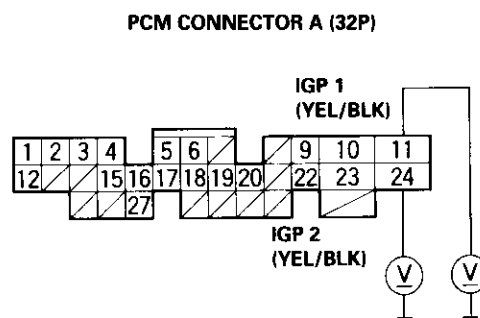 PCM CONNECTOR A (32P)
IGP 1
(YEL/BLK)
1 2 3 4 5 6 9 10 11
12 15 16 17 18 19 20 22 23 24
27
IGP 2
(YEL/BLK)
V V